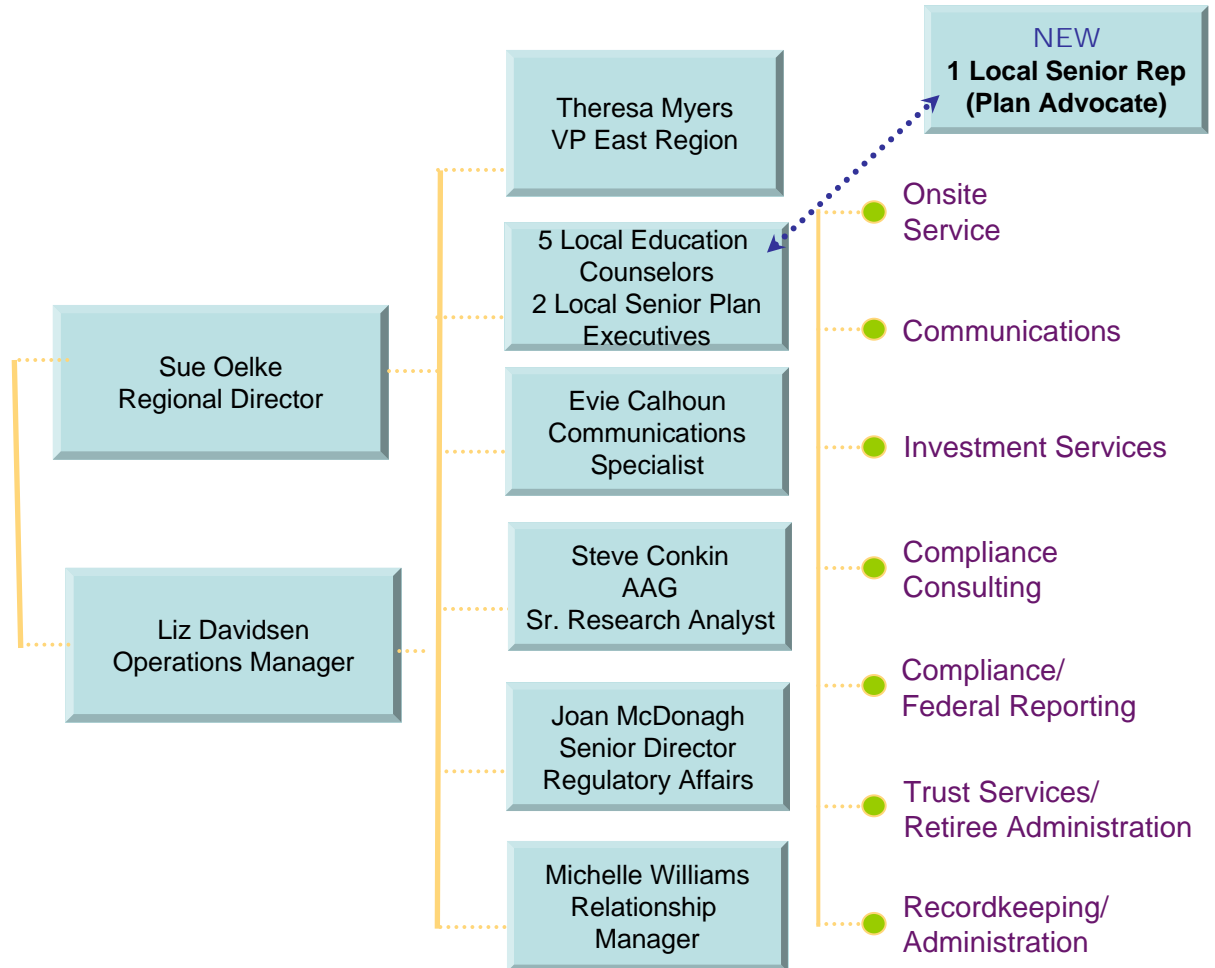 Sue Oelke
Regional Director
Liz Davidsen
Operations Manager
Theresa Myers
VP East Region
5 Local Education
Counselors
2 Local Senior Plan
Executives
Evie Calhoun
Communications
Specialist
Steve Conkin
AAG
Sr. Research Analyst
Joan McDonagh
Senior Director
Regulatory Affairs
Michelle Williams
Relationship
Manager
NEW
1 Local Senior Rep
(Plan Advocate)
Onsite
Service
Communications
Investment Services
Compliance
Consulting
Compliance/
Federal Reporting
Trust Services/
Retiree Administration
Recordkeeping/
Administration